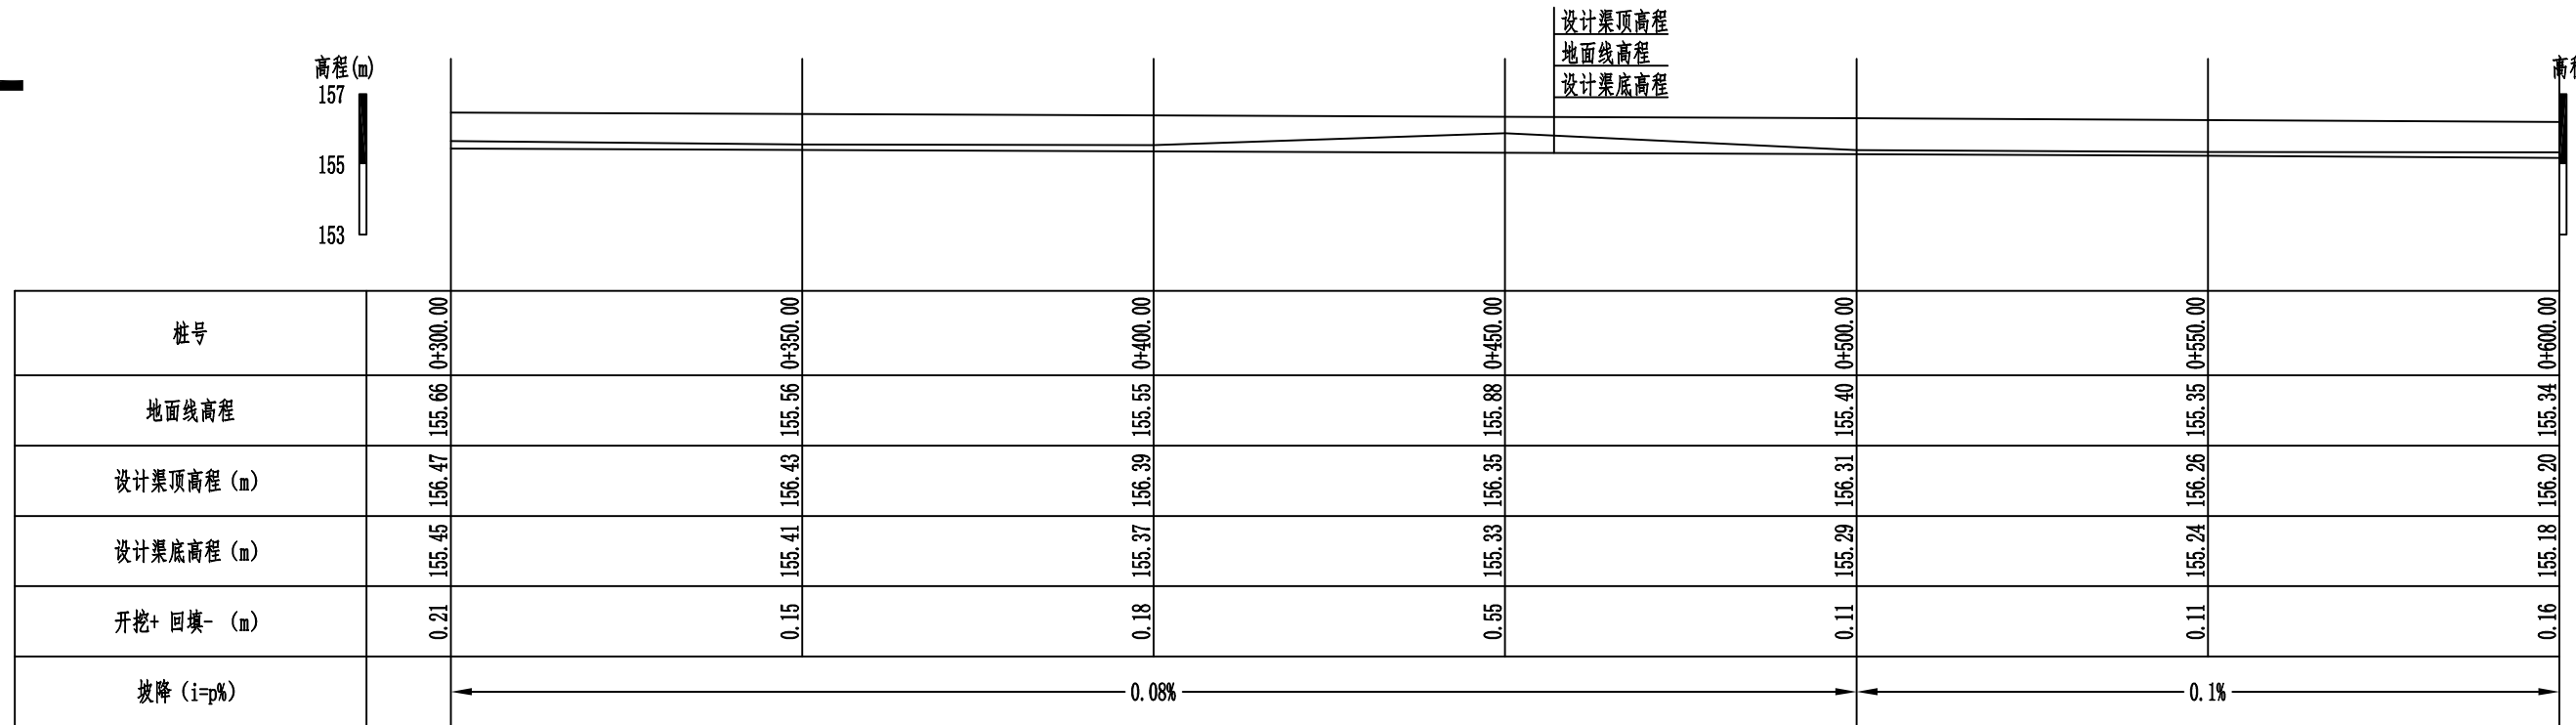 设计渠顶高程
地面线高程
设计渠底高程
高程(m)
157
155
153
桩号 0+300.00 0+350.00 0+400.00 0+450.00 0+500.00 0+550.00 0+600.00
地面线高程 155.66 155.56 155.55 155.88 155.40 155.35 155.34
设计渠顶高程 (m) 156.47 156.43 156.39 156.35 156.31 156.26 156.20
设计渠底高程 (m) 155.45 155.41 155.37 155.33 155.29 155.24 155.18
开挖+ 回填- (m) 0.21 0.15 0.18 0.55 0.11 0.11 0.16
坡降 (i=p%) 0.08% 0.1%